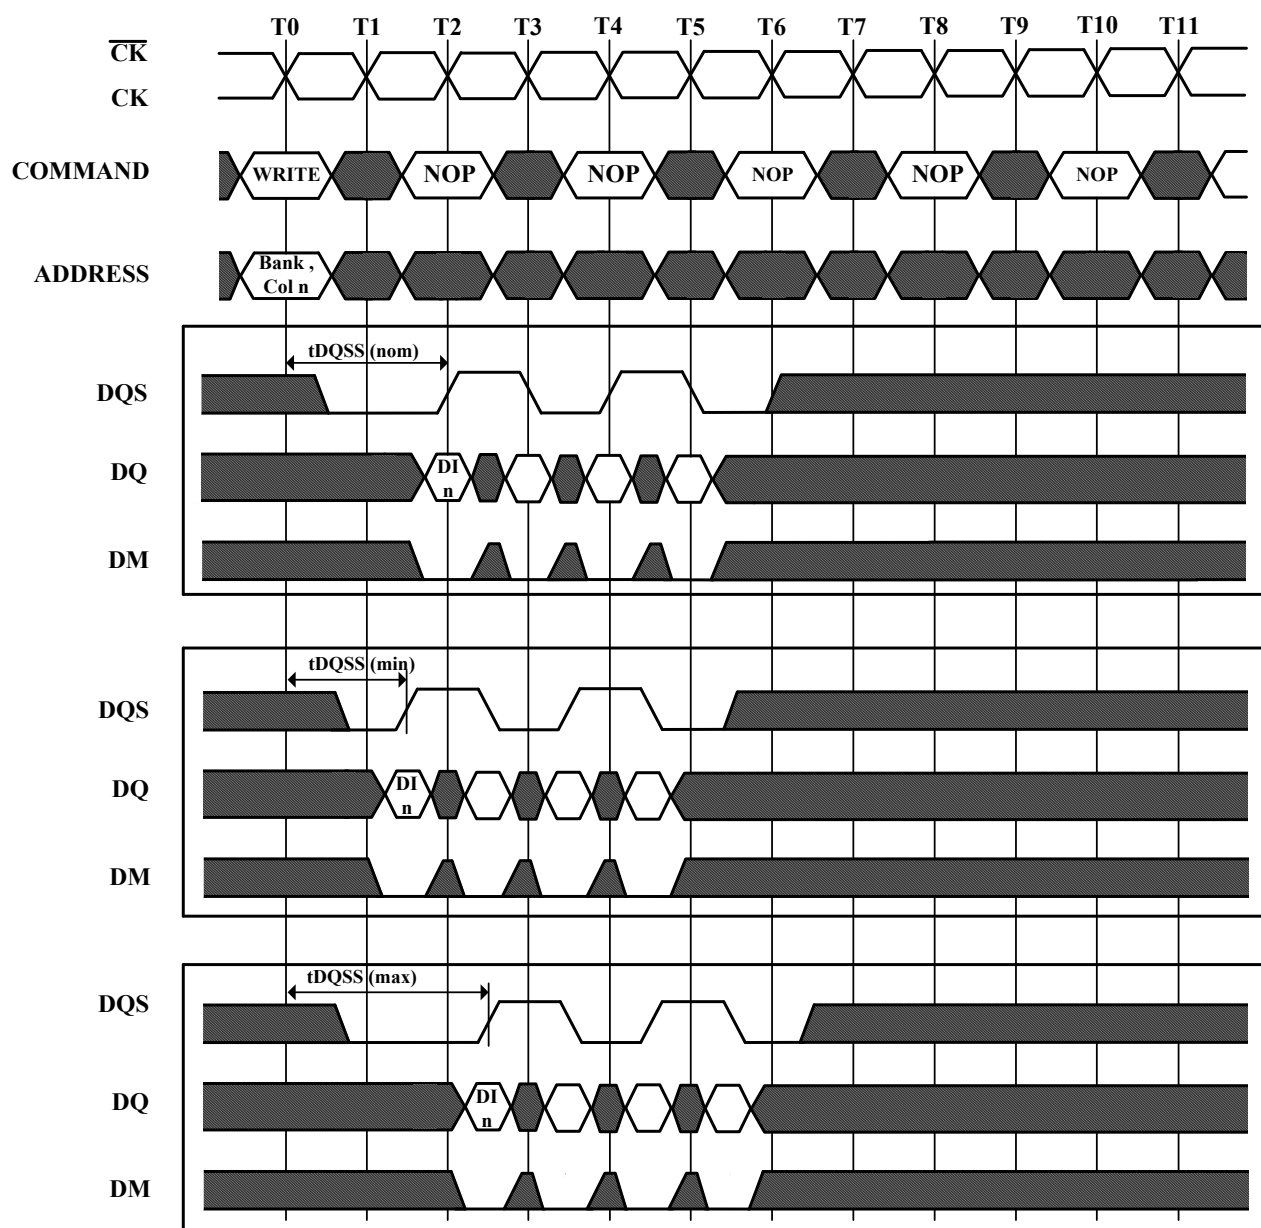 T0 T1 T2 T3 T4 T5 T6 T7 T8 T9 T10 T11
CK
CK
COMMAND WRITE NOP NOP NOP NOP NOP
ADDRESS Bank ,
Col n
tDQSS (nom)
DQS
DQ DI
n
DM
tDQSS (min)
DQS
DQ DI
n
DM
tDQSS (max)
DQS
DQ DI
n
DM